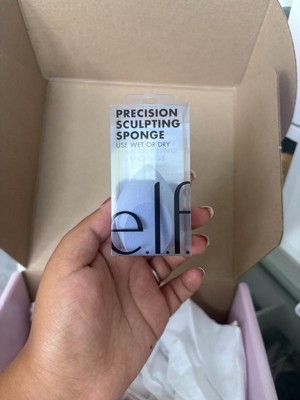 PRECISION
SCULPTING
SPONGE
USE WET OR DRY
e.l.f.